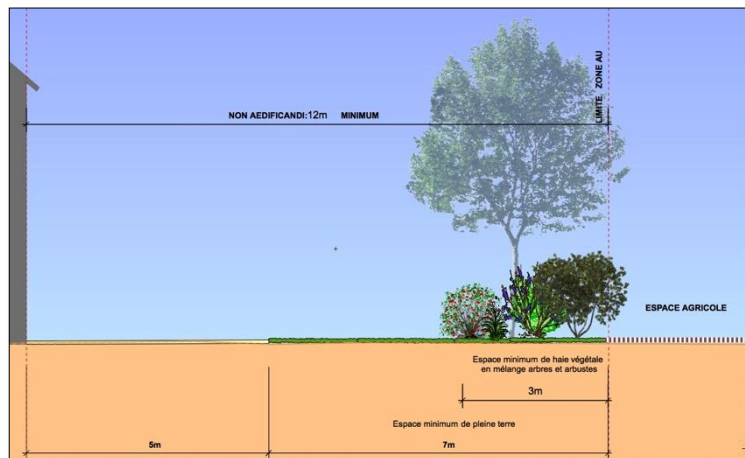 LIMITE ZONE AU
NON AEDIFICANDI:12m MINIMUM
ESPACE AGRICOLE
Espace minimum de haie végétale
en mélange arbres et arbustes
3m
Espace minimum de pleine terre
5m
7m